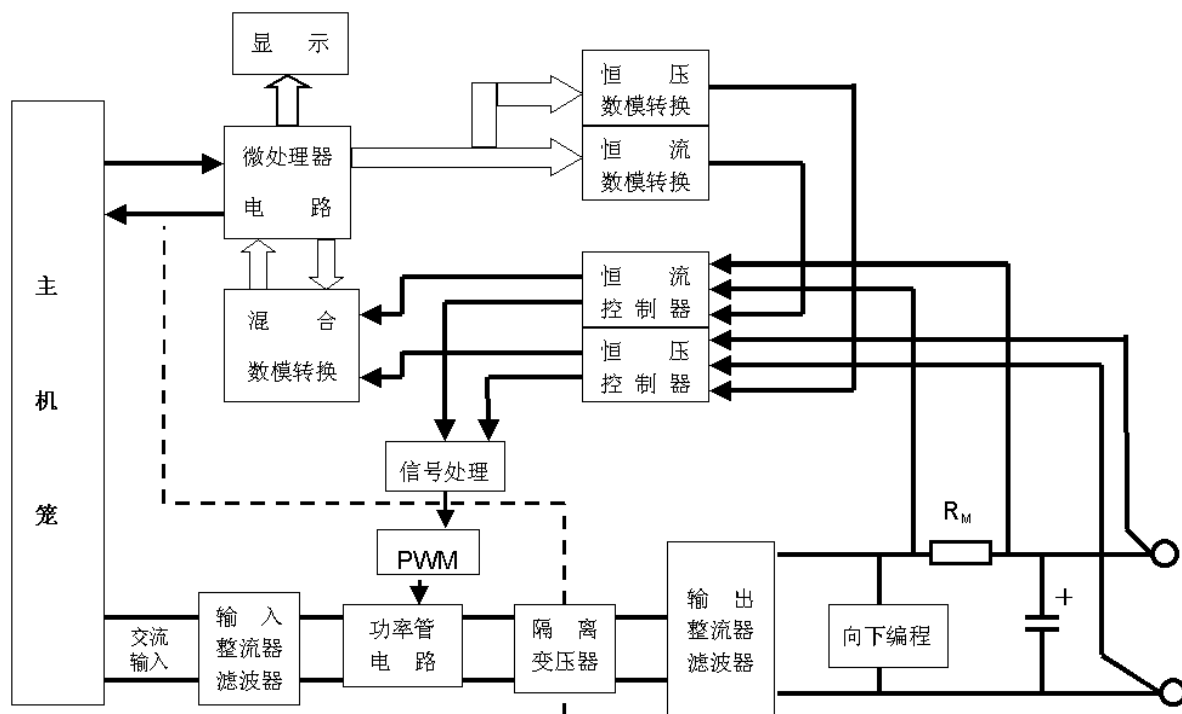 显 示
恒 压
数模转换
微处理器
电 路
恒 流
数模转换
主
机
笼
混 合
数模转换
恒 流
控 制 器
恒 压
控 制 器
信号处理
PWM
RM
+
交流
输入
输 入
整流器
滤波器
功率管
电 路
隔 离
变压器
输 出
整流器
滤波器
向下编程